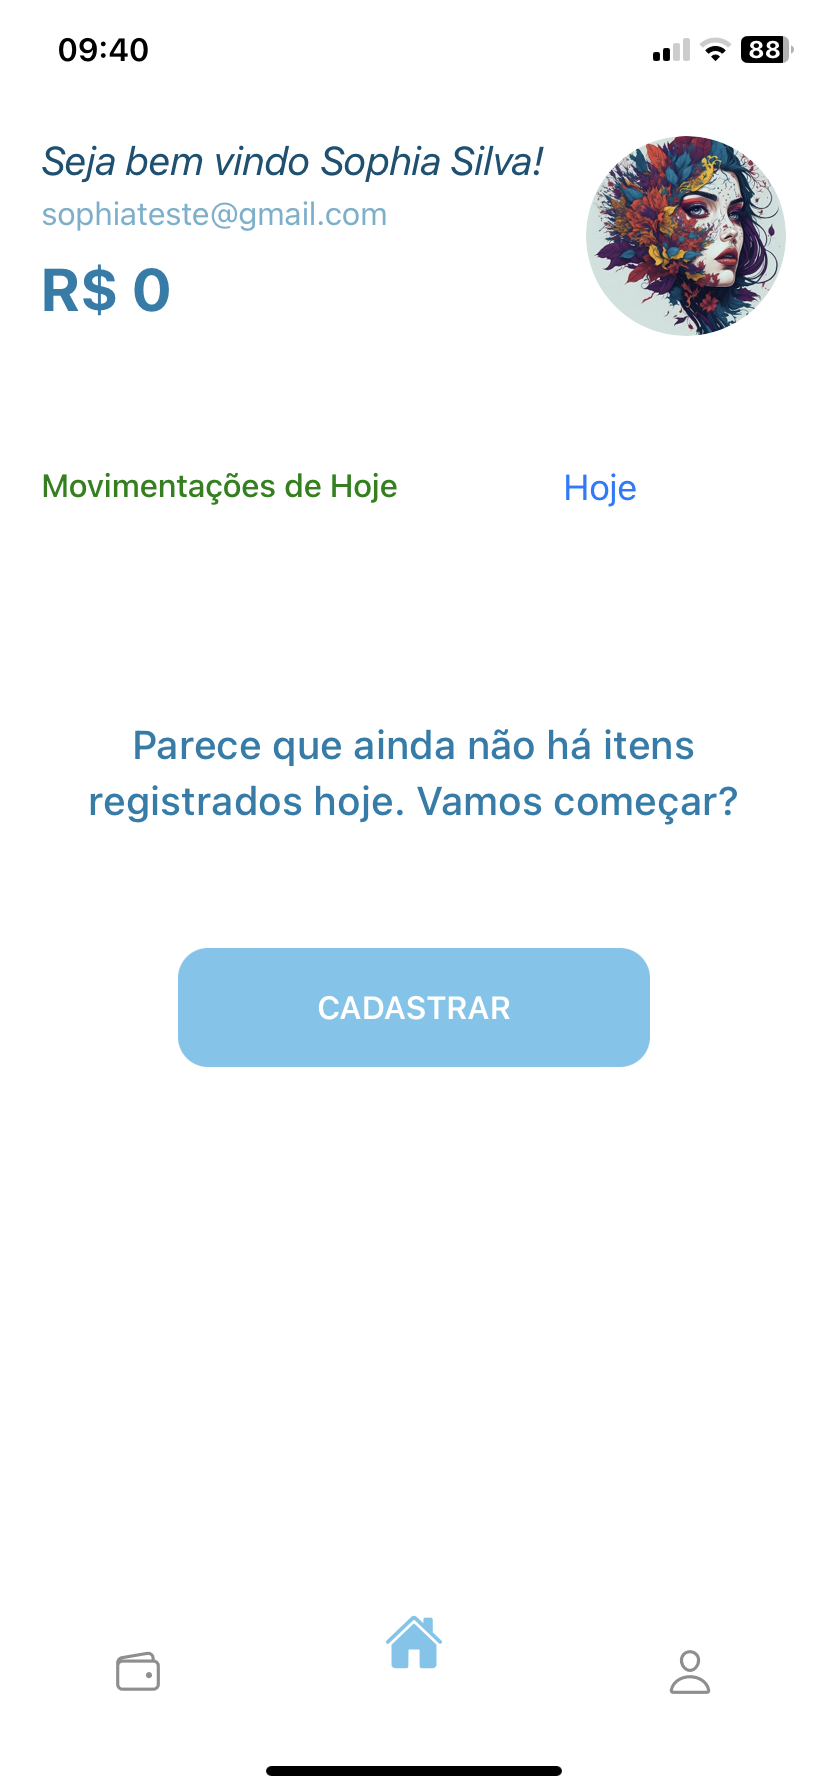 09:40
88
Seja bem vindo Sophia Silva!
sophiateste@gmail.com
R$ 0
Movimentações de Hoje
Hoje
Parece que ainda não há itens
registrados hoje. Vamos começar?
CADASTRAR